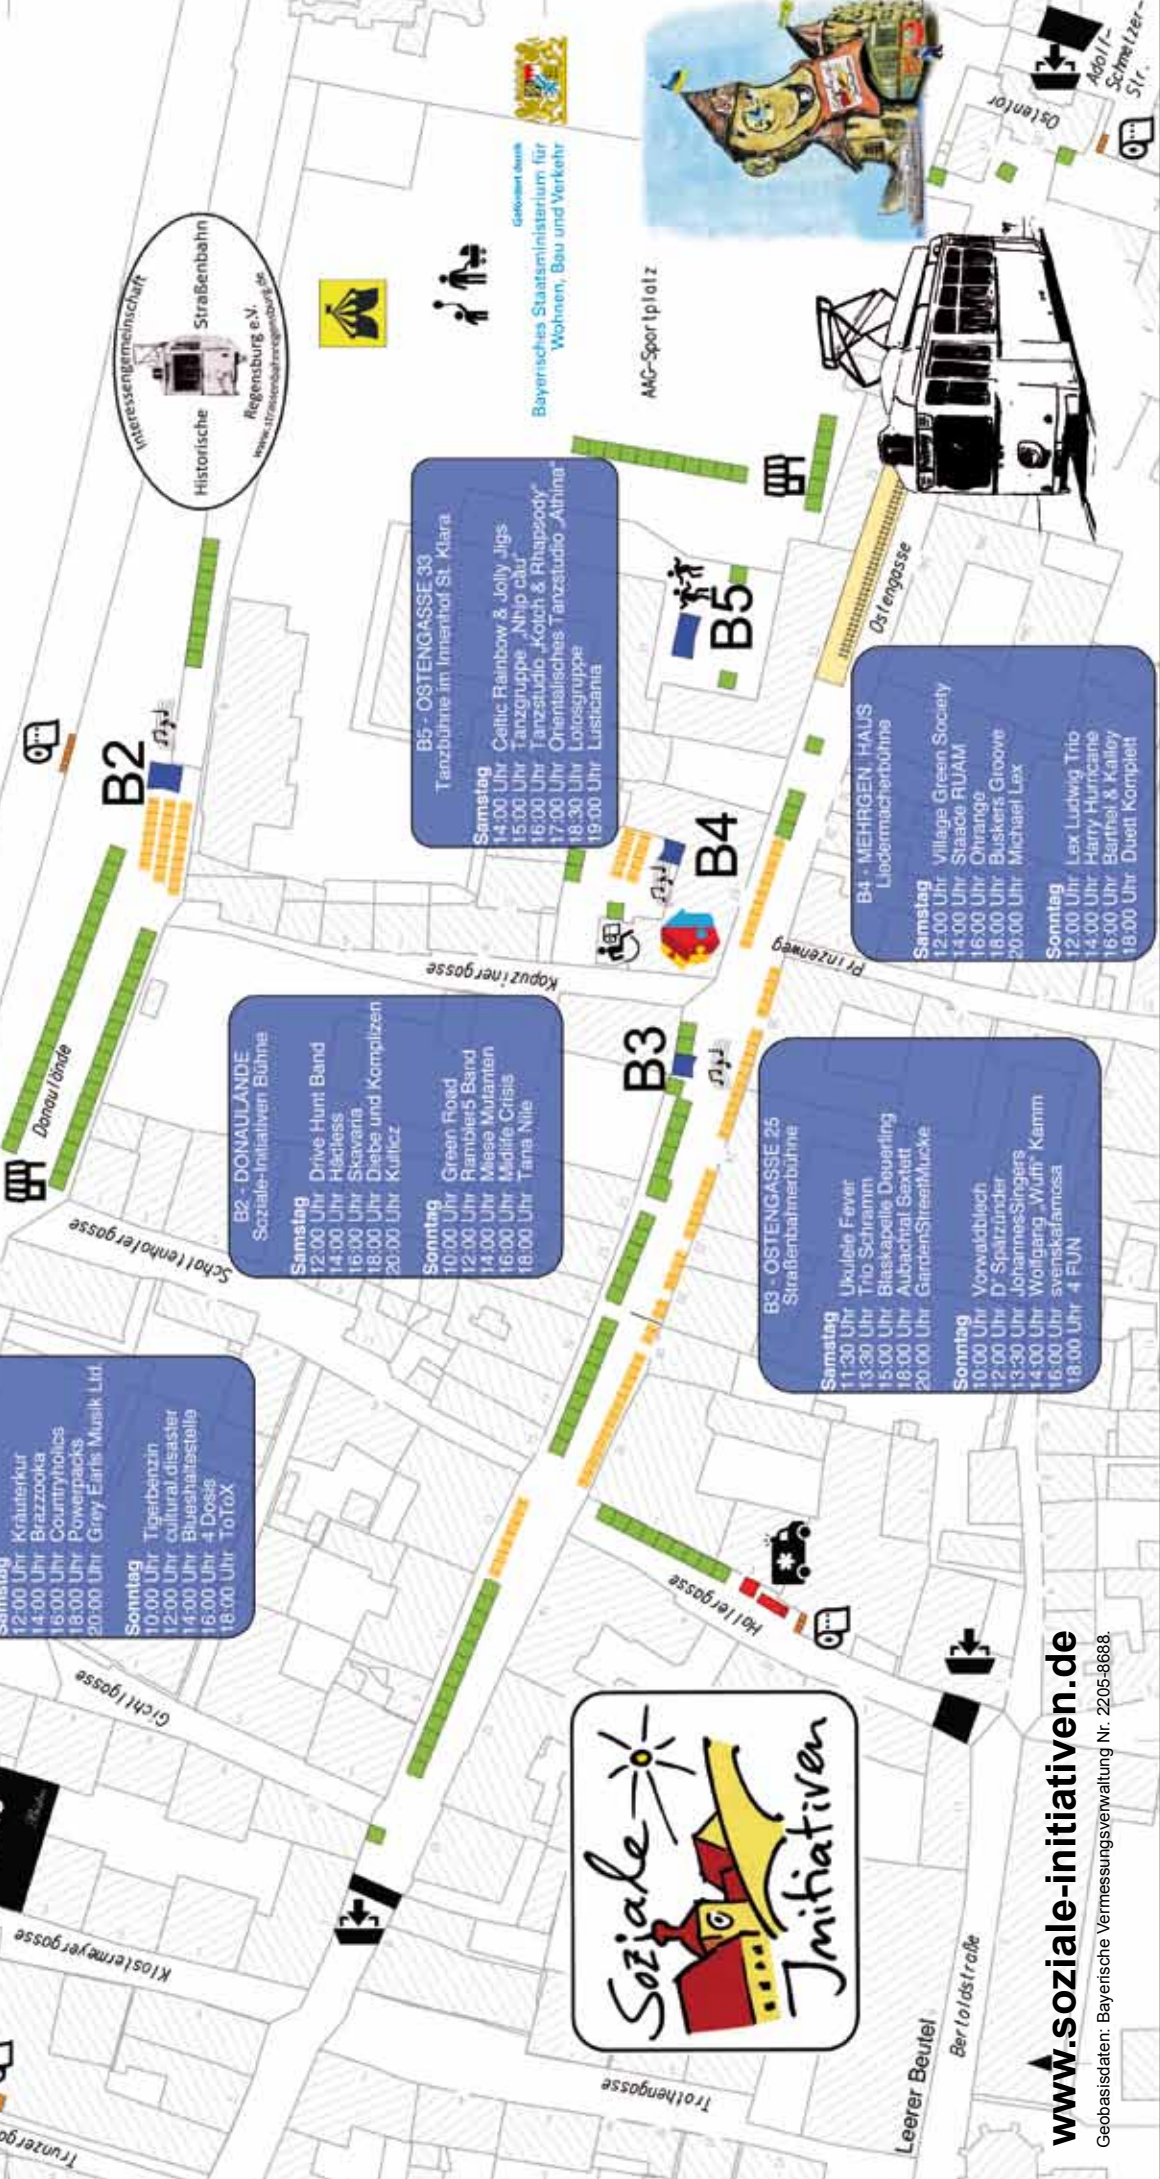 Samstag
12:00 Uhr Kräuterkur
14:00 Uhr Brazzooka
16:00 Uhr Countryholics
18:00 Uhr Powerpacks
20:00 Uhr Grey Earls Musik Ltd.
Sonntag
10:00 Uhr Tigerbenzin
12:00 Uhr cultural disaster
14:00 Uhr Blueshaltestelle
16:00 Uhr 4 Dosis
18:00 Uhr ToToX
B2 - DONAULÄNDE
Soziale-Initiativen Bühne
Samstag
12:00 Uhr Drive Hunt Band
14:00 Uhr Hädless
16:00 Uhr Skavaria
18:00 Uhr Diebe und Komplizen
20:00 Uhr Kulticz
Sonntag
10:00 Uhr Green Road
12:00 Uhr Rambler5 Band
14:00 Uhr Miese Mutanten
16:00 Uhr Midlife Crisis
18:00 Uhr Tana Nile
B5 - OSTENGASSE 33
Tanzbühne im Innenhof St. Klara
Samstag
14:00 Uhr Celtic Rainbow & Jolly Jigs
15:00 Uhr Tanzgruppe „Nhip cầu“
16:00 Uhr Tanzstudio „Kotch & Rhapsody“
17:00 Uhr Orientalisches Tanzstudio „Athina“
18:30 Uhr Lotosgruppe
19:00 Uhr Lusticania
B3 - OSTENGASSE 25
Straßenbahnerbühne
Samstag
11:30 Uhr Ukulele Fever
13:30 Uhr Trio Schramm
15:00 Uhr Blaskapelle Deuerling
18:00 Uhr Aubachtal Sextett
20:00 Uhr GardenStreetMucke
Sonntag
10:00 Uhr Vorwaldblech
12:00 Uhr D' Spätzünder
13:30 Uhr JohannesSingers
14:00 Uhr Wolfgang „Wuffi“ Kamm
16:00 Uhr svenskafamosa
18:00 Uhr 4 FUN
B4 - MEHRGEN. HAUS
Liedermacherbühne
Samstag
12:00 Uhr Village Green Society
14:00 Uhr Staace RUAM
16:00 Uhr Ohrange
18:00 Uhr Buskers Groove
20:00 Uhr Michael Lex
Sonntag
12:00 Uhr Lex Ludwig Trio
14:00 Uhr Harry Hurricane
16:00 Uhr Barthel & Kalley
18:00 Uhr Duett Komplett
B2
B3
B4
B5
Interessengemeinschaft
Historische Straßenbahn
Regensburg e.V.
www.strassenbahnregensburg.de
Gefördert durch
Bayerisches Staatsministerium für
Wohnen, Bau und Verkehr
AAG-Sportplatz
Ostentor
Adolf-
Schmetzer-
Str.
Ostengasse
Prinzenweg
Kapuzinergasse
Donaulände
Schattenhofergasse
Gichtlgasse
Klostermeyergasse
Hallergasse
Trothengasse
Leerer Beutel
Bertoldstraße
Soziale
Initiativen
www.soziale-initiativen.de
Geobasisdaten: Bayerische Vermessungsverwaltung Nr. 2205-8688.